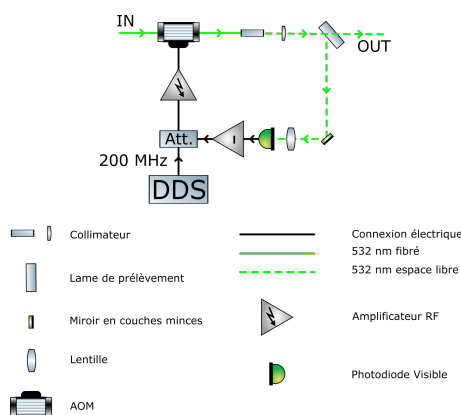 IN
OUT
Att.
I
200 MHz
DDS
Collimateur
Connexion électrique
532 nm fibré
532 nm espace libre
Lame de prélèvement
Miroir en couches minces
Amplificateur RF
Lentille
Photodiode Visible
AOM